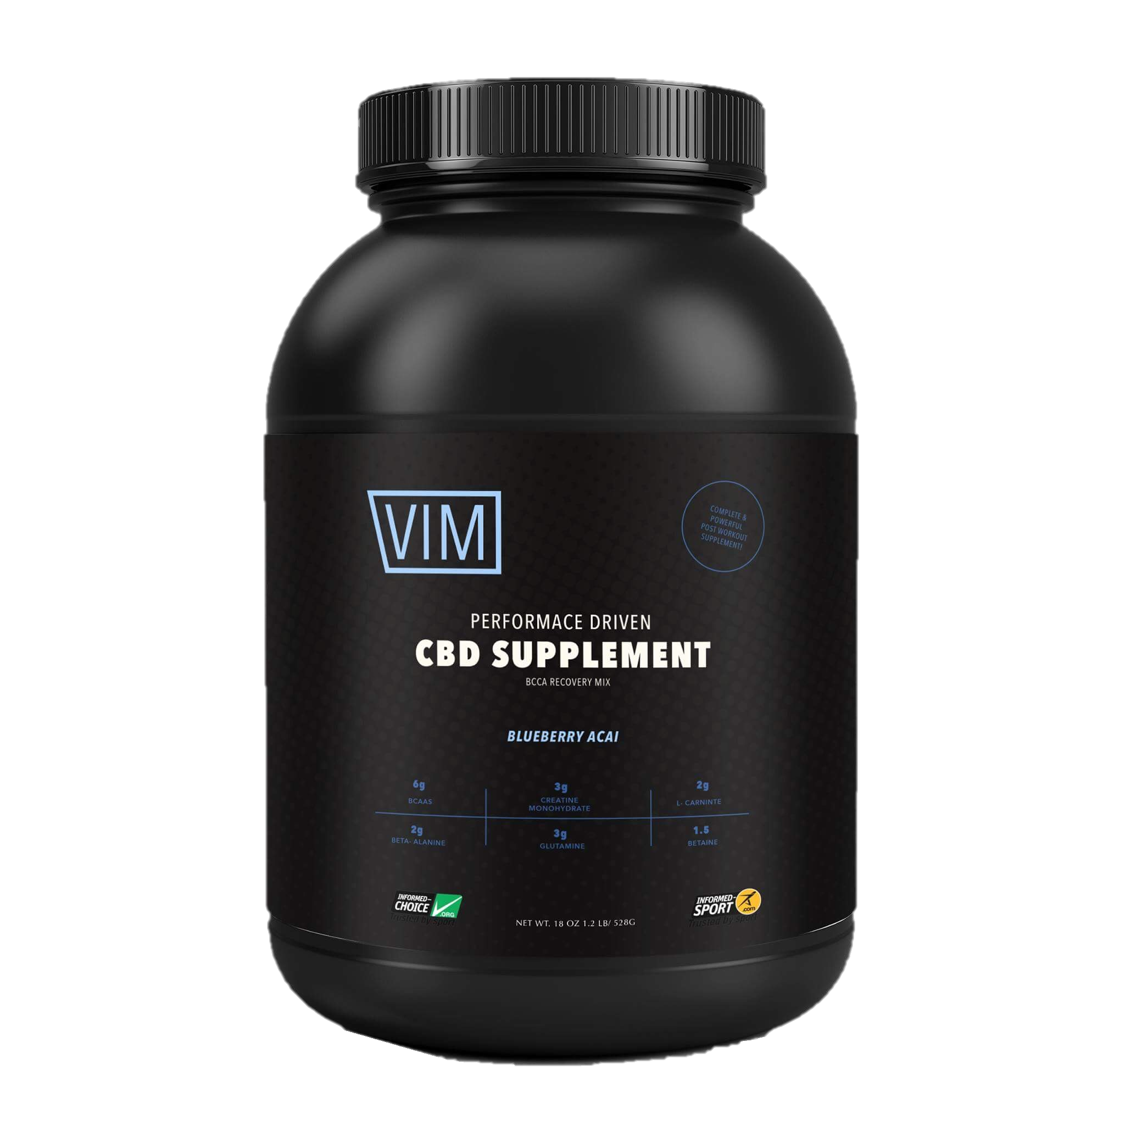 VIM
COMPLETE &
POWERFUL
POST WORKOUT
SUPPLEMENT!
PERFORMACE DRIVEN
CBD SUPPLEMENT
BCCA RECOVERY MIX
BLUEBERRY ACAI
6g
BCAAS
3g
CREATINE
MONOHYDRATE
2g
L- CARNINTE
2g
BETA- ALANINE
3g
GLUTAMINE
1.5
BETAINE
INFORMED-
CHOICE
.ORG
NET WT. 18 OZ 1.2 LB/ 528G
INFORMED-
SPORT
.com